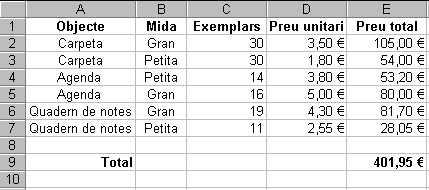 A B C D E
1 Objecte Mida Exemplars Preu unitari Preu total
2 Carpeta Gran 30 3,50 € 105,00 €
3 Carpeta Petita 30 1,80 € 54,00 €
4 Agenda Petita 14 3,80 € 53,20 €
5 Agenda Gran 16 5,00 € 80,00 €
6 Quadern de notes Gran 19 4,30 € 81,70 €
7 Quadern de notes Petita 11 2,55 € 28,05 €
8
9 Total 401,95 €
10